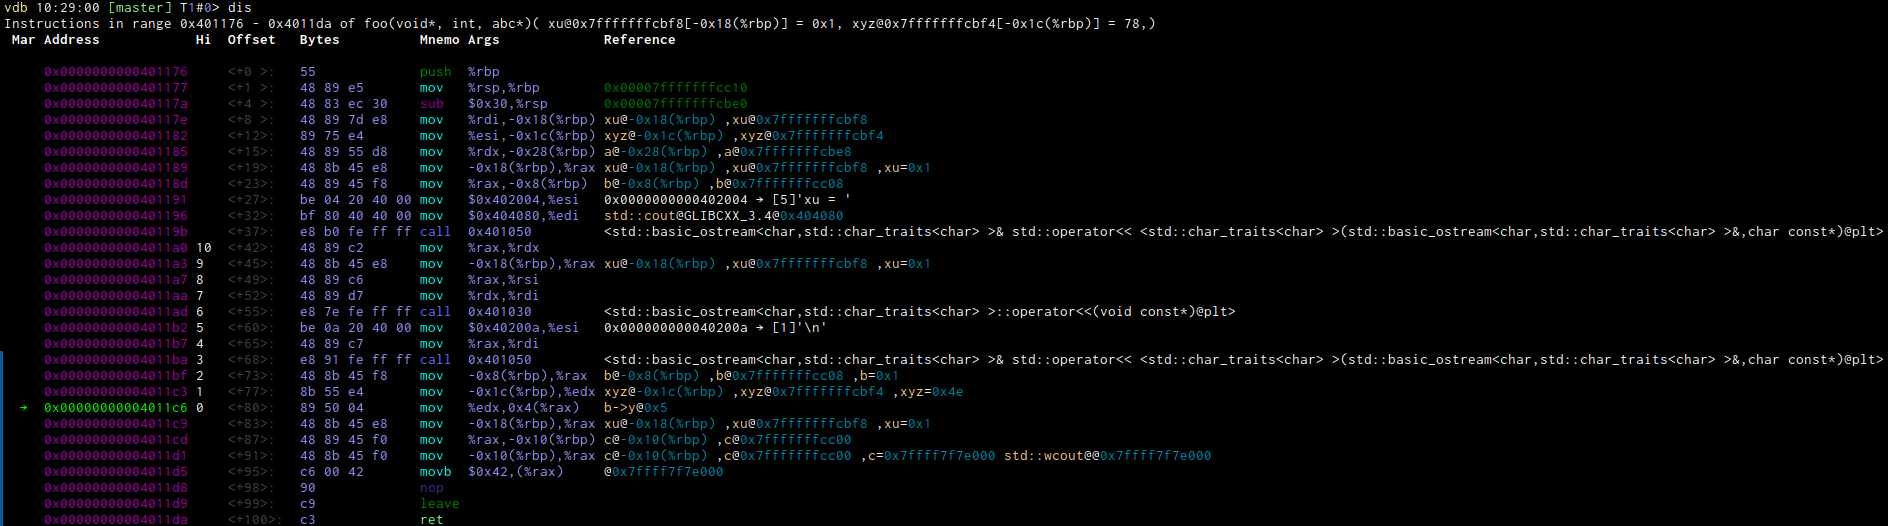 vdb 10:29:00 [master] T1#0> dis
Instructions in range 0x401176 - 0x4011da of foo(void*, int, abc*)( xu@0x7fffffffcbf8[-0x18(%rbp)] = 0x1, xyz@0x7fffffffcbf4[-0x1c(%rbp)] = 78,)
Mar Address Hi Offset Bytes Mnemo Args Reference
0x0000000000401176 <+0 >: 55 push %rbp
0x0000000000401177 <+1 >: 48 89 e5 mov %rsp,%rbp 0x00007fffffffcc10
0x000000000040117a <+4 >: 48 83 ec 30 sub $0x30,%rsp 0x00007fffffffcbe0
0x000000000040117e <+8 >: 48 89 7d e8 mov %rdi,-0x18(%rbp) xu@-0x18(%rbp) ,xu@0x7fffffffcbf8
0x0000000000401182 <+12>: 89 75 e4 mov %esi,-0x1c(%rbp) xyz@-0x1c(%rbp) ,xyz@0x7fffffffcbf4
0x0000000000401185 <+15>: 48 89 55 d8 mov %rdx,-0x28(%rbp) a@-0x28(%rbp) ,a@0x7fffffffcbe8
0x0000000000401189 <+19>: 48 8b 45 e8 mov -0x18(%rbp),%rax xu@-0x18(%rbp) ,xu@0x7fffffffcbf8 ,xu=0x1
0x000000000040118d <+23>: 48 89 45 f8 mov %rax,-0x8(%rbp) b@-0x8(%rbp) ,b@0x7fffffffcc08
0x0000000000401191 <+27>: be 04 20 40 00 mov $0x402004,%esi 0x0000000000402004 → [5]'xu = '
0x0000000000401196 <+32>: bf 80 40 40 00 mov $0x404080,%edi std::cout@GLIBCXX_3.4@0x404080
0x000000000040119b <+37>: e8 b0 fe ff ff call 0x401050 <std::basic_ostream<char,std::char_traits<char> >& std::operator<< <std::char_traits<char> >(std::basic_ostream<char,std::char_traits<char> >&,char const*)@plt>
0x00000000004011a0 10 <+42>: 48 89 c2 mov %rax,%rdx
0x00000000004011a3 9 <+45>: 48 8b 45 e8 mov -0x18(%rbp),%rax xu@-0x18(%rbp) ,xu@0x7fffffffcbf8 ,xu=0x1
0x00000000004011a7 8 <+49>: 48 89 c6 mov %rax,%rsi
0x00000000004011aa 7 <+52>: 48 89 d7 mov %rdx,%rdi
0x00000000004011ad 6 <+55>: e8 7e fe ff ff call 0x401030 <std::basic_ostream<char,std::char_traits<char> >::operator<<(void const*)@plt>
0x00000000004011b2 5 <+60>: be 0a 20 40 00 mov $0x40200a,%esi 0x000000000040200a → [1]'\n'
0x00000000004011b7 4 <+65>: 48 89 c7 mov %rax,%rdi
0x00000000004011ba 3 <+68>: e8 91 fe ff ff call 0x401050 <std::basic_ostream<char,std::char_traits<char> >& std::operator<< <std::char_traits<char> >(std::basic_ostream<char,std::char_traits<char> >&,char const*)@plt>
0x00000000004011bf 2 <+73>: 48 8b 45 f8 mov -0x8(%rbp),%rax b@-0x8(%rbp) ,b@0x7fffffffcc08 ,b=0x1
0x00000000004011c3 1 <+77>: 8b 55 e4 mov -0x1c(%rbp),%edx xyz@-0x1c(%rbp) ,xyz@0x7fffffffcbf4 ,xyz=0x4e
→ 0x00000000004011c6 0 <+80>: 89 50 04 mov %edx,0x4(%rax) b->y@0x5
0x00000000004011c9 <+83>: 48 8b 45 e8 mov -0x18(%rbp),%rax xu@-0x18(%rbp) ,xu@0x7fffffffcbf8 ,xu=0x1
0x00000000004011cd <+87>: 48 89 45 f0 mov %rax,-0x10(%rbp) c@-0x10(%rbp) ,c@0x7fffffffcc00
0x00000000004011d1 <+91>: 48 8b 45 f0 mov -0x10(%rbp),%rax c@-0x10(%rbp) ,c@0x7fffffffcc00 ,c=0x7ffff7f7e000 std::wcout@@0x7ffff7f7e000
0x00000000004011d5 <+95>: c6 00 42 movb $0x42,(%rax) @0x7ffff7f7e000
0x00000000004011d8 <+98>: 90 nop
0x00000000004011d9 <+99>: c9 leave
0x00000000004011da <+100>: c3 ret